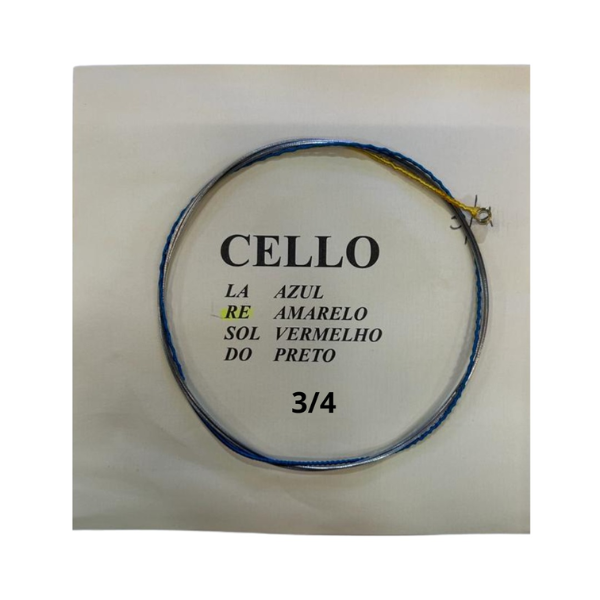 CELLO
LA AZUL
RE AMARELO
SOL VERMELHO
DO PRETO
3/4